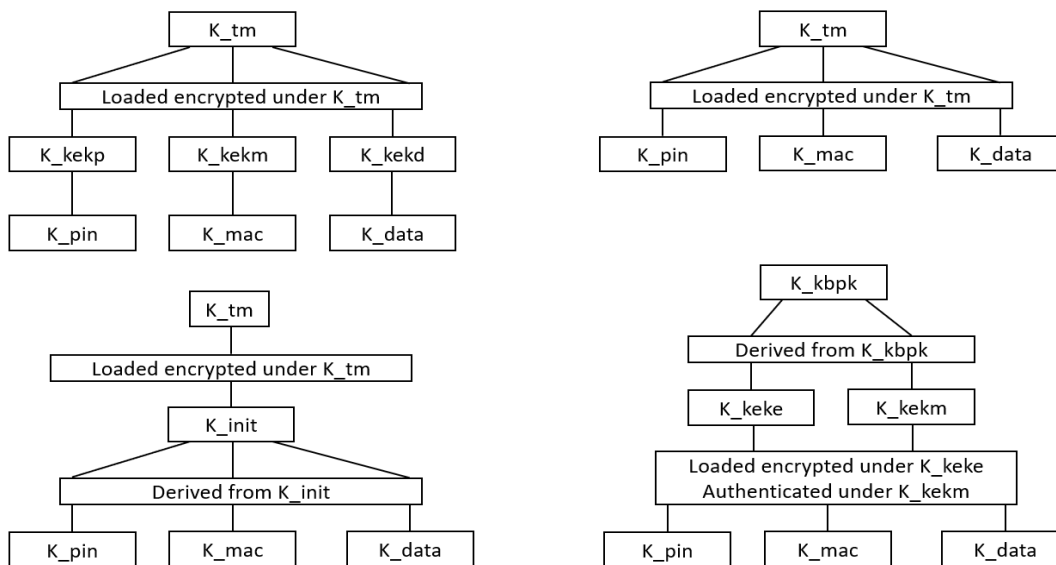 K_tm
Loaded encrypted under K_tm
K_kekp
K_kekm
K_kekd
K_pin
K_mac
K_data
K_tm
Loaded encrypted under K_tm
K_pin
K_mac
K_data
K_tm
Loaded encrypted under K_tm
K_init
Derived from K_init
K_pin
K_mac
K_data
K_kbpk
Derived from K_kbpk
K_keke
K_kekm
Loaded encrypted under K_keke
Authenticated under K_kekm
K_pin
K_mac
K_data